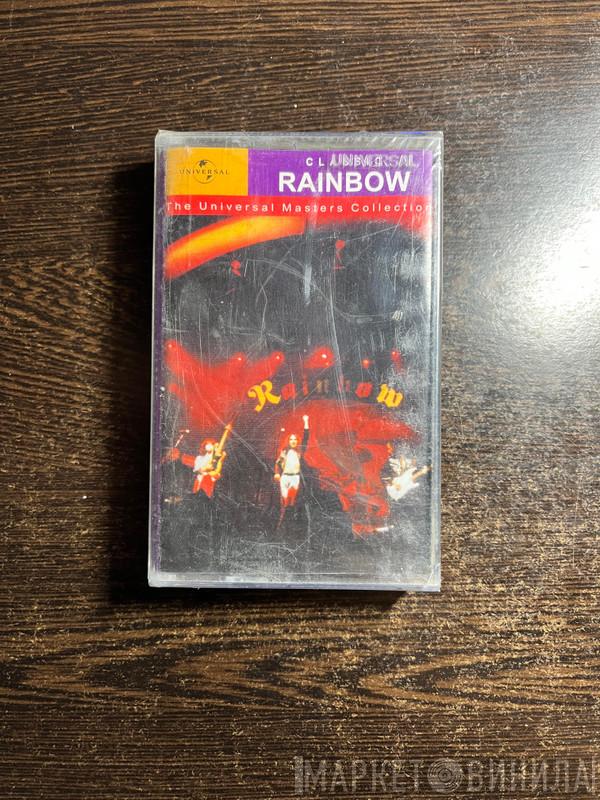 UNIVERSAL
CLASSIC UNIVERSAL
RAINBOW
The Universal Masters Collection
Rainbow
МАРКЕТ ВИНИЛА